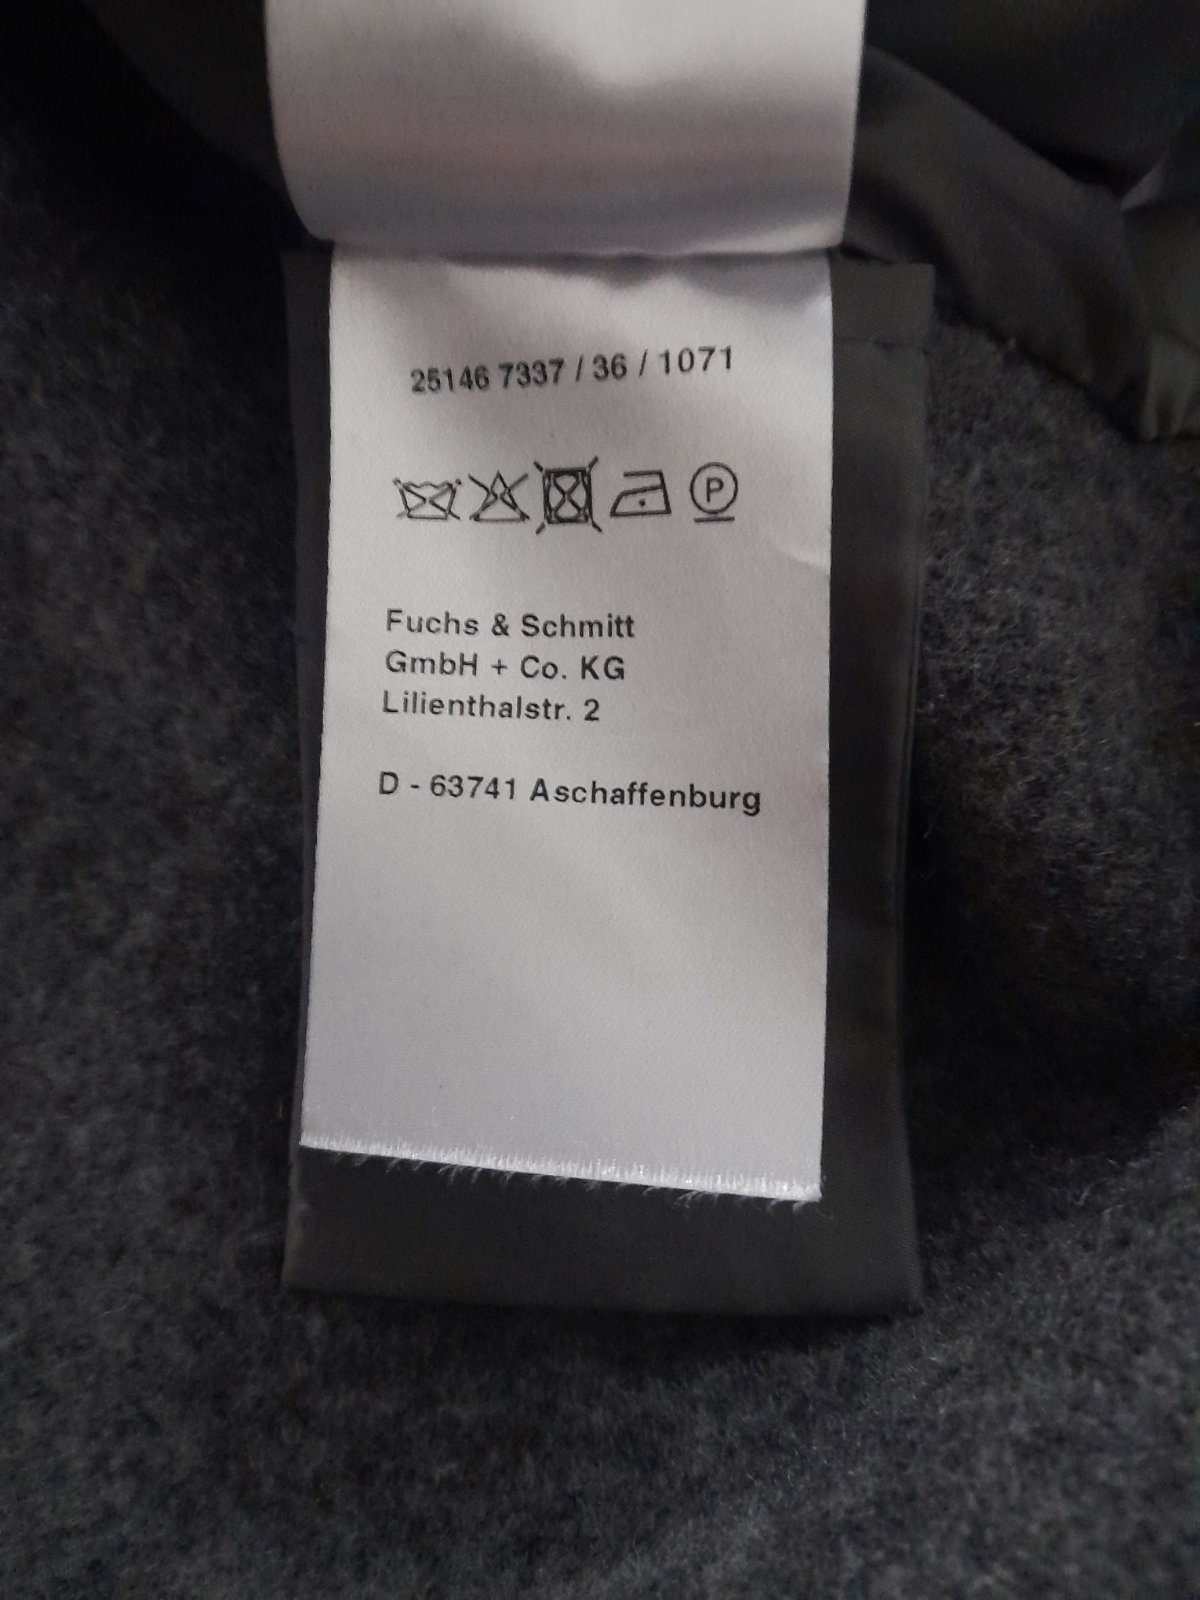 25146 7337 / 36 / 1071
P
Fuchs & Schmitt
GmbH + Co. KG
Lilienthalstr. 2
D - 63741 Aschaffenburg